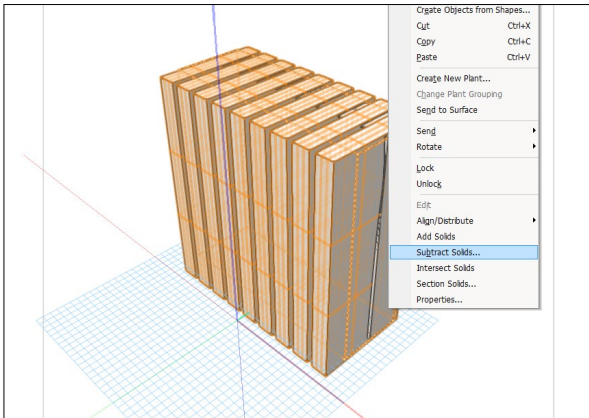 Create Objects from Shapes...
Cut Ctrl+X
Copy Ctrl+C
Paste Ctrl+V
Create New Plant...
Change Plant Grouping
Send to Surface
Send
Rotate
Lock
Unlock
Edit
Align/Distribute
Add Solids
Subtract Solids...
Intersect Solids
Section Solids...
Properties...